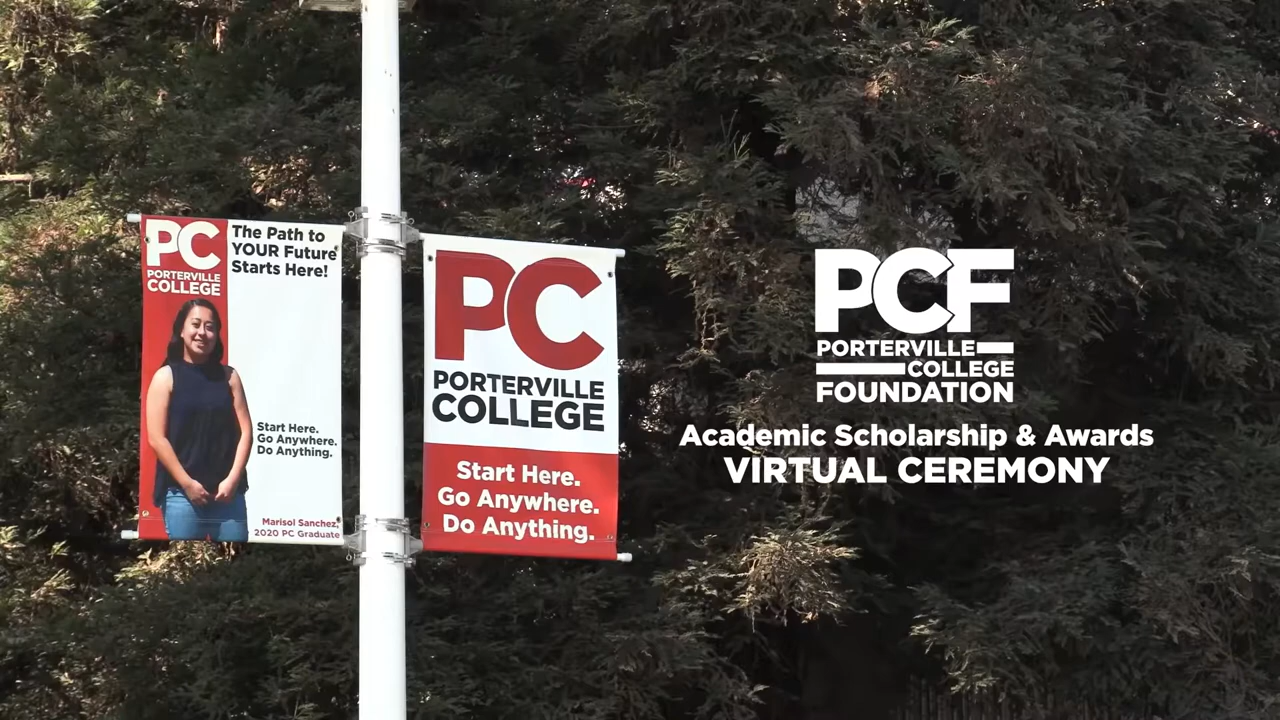 PC
PORTERVILLE
COLLEGE
The Path to
YOUR Future
Starts Here!
Start Here.
Go Anywhere.
Do Anything.
Marisol Sanchez,
2020 PC Graduate
PC
PORTERVILLE
COLLEGE
Start Here.
Go Anywhere.
Do Anything.
PCF
PORTERVILLE
COLLEGE
FOUNDATION
Academic Scholarship & Awards
VIRTUAL CEREMONY